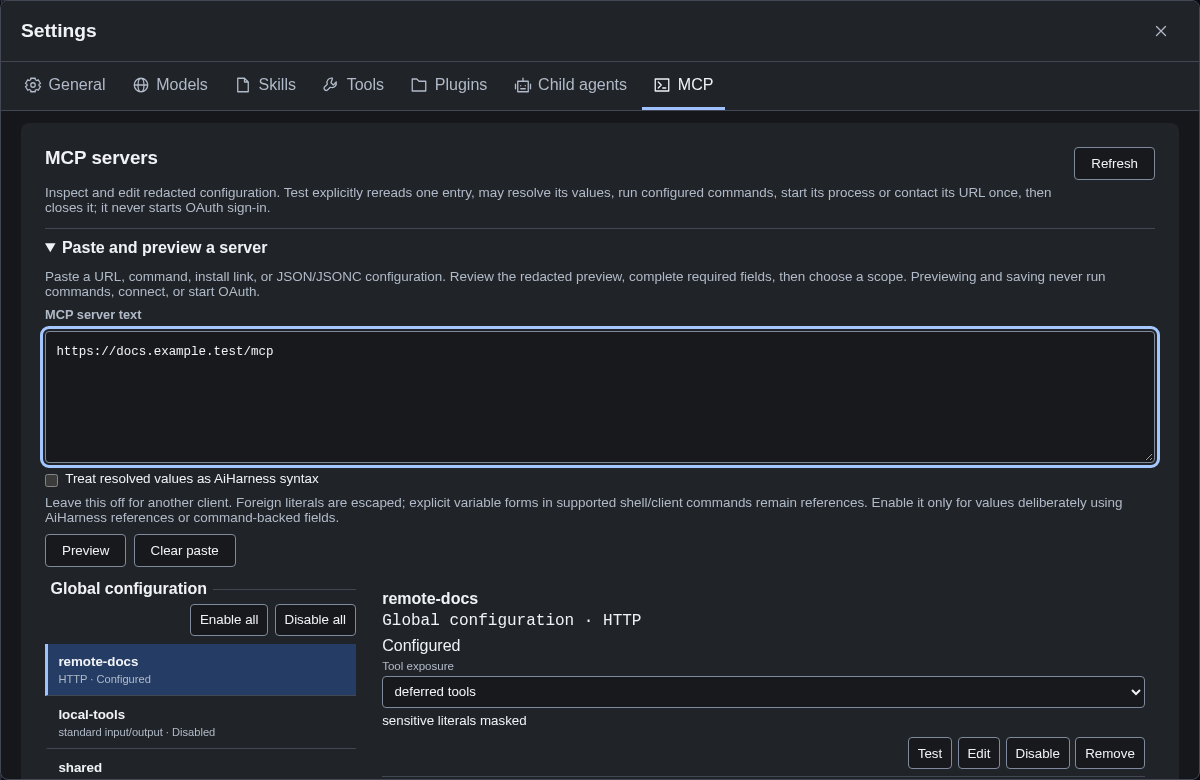 Settings
General
Models
Skills
Tools
Plugins
Child agents
MCP
MCP servers
Refresh
Inspect and edit redacted configuration. Test explicitly rereads one entry, may resolve its values, run configured commands, start its process or contact its URL once, then
closes it; it never starts OAuth sign-in.
Paste and preview a server
Paste a URL, command, install link, or JSON/JSONC configuration. Review the redacted preview, complete required fields, then choose a scope. Previewing and saving never run
commands, connect, or start OAuth.
MCP server text
https://docs.example.test/mcp
Treat resolved values as AiHarness syntax
Leave this off for another client. Foreign literals are escaped; explicit variable forms in supported shell/client commands remain references. Enable it only for values deliberately using
AiHarness references or command-backed fields.
Preview
Clear paste
Global configuration
Enable all
Disable all
remote-docs
HTTP · Configured
local-tools
standard input/output · Disabled
shared
remote-docs
Global configuration · HTTP
Configured
Tool exposure
deferred tools
sensitive literals masked
Test
Edit
Disable
Remove